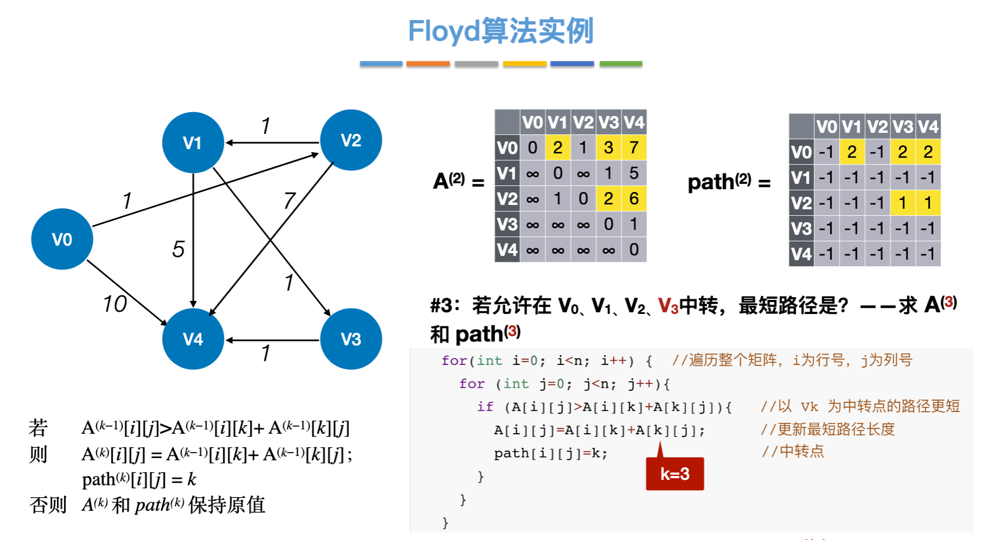 Floyd算法实例
V1
V2
V0
V4
V3
1
1
7
5
1
10
1
A(2) =
V0 V1 V2 V3 V4
V0 0 2 1 3 7
V1 ∞ 0 ∞ 1 5
V2 ∞ 1 0 2 6
V3 ∞ ∞ ∞ 0 1
V4 ∞ ∞ ∞ ∞ 0
path(2) =
V0 V1 V2 V3 V4
V0 -1 2 -1 2 2
V1 -1 -1 -1 -1 -1
V2 -1 -1 -1 1 1
V3 -1 -1 -1 -1 -1
V4 -1 -1 -1 -1 -1
#3：若允许在 V0、V1、V2、V3中转，最短路径是？——求 A(3)
和 path(3)
for(int i=0; i<n; i++) { //遍历整个矩阵，i为行号，j为列号
for (int j=0; j<n; j++){
if (A[i][j]>A[i][k]+A[k][j]){ //以 Vk 为中转点的路径更短
A[i][j]=A[i][k]+A[k][j]; //更新最短路径长度
path[i][j]=k; //中转点
}
}
}
k=3
若 A(k−1)[i][j]>A(k−1)[i][k]+ A(k−1)[k][j]
则 A(k)[i][j] = A(k−1)[i][k]+ A(k−1)[k][j];
path(k)[i][j] = k
否则 A(k) 和 path(k) 保持原值